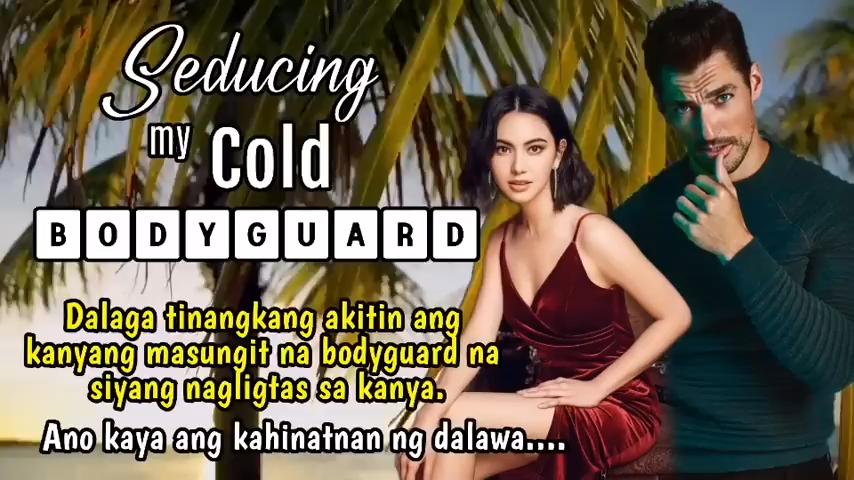 Seducing
my Cold
BODYGUARD
Dalaga tinangkang akitin ang
kanyang masungit na bodyguard na
siyang nagligtas sa kanya.
Ano kaya ang kahinatnan ng dalawa....